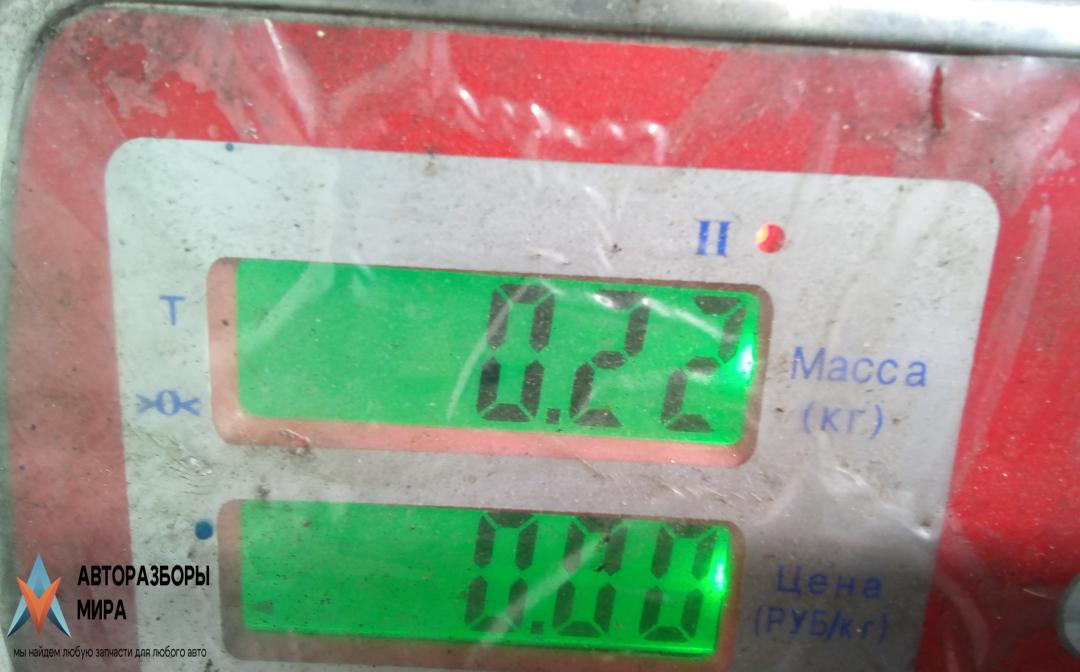 II
T
0.22
Масса
(кг)
>0<
0.00
Цена
(РУБ/кг)
АВТОРАЗБОРЫ
МИРА
мы найдем любую запчасти для любого авто